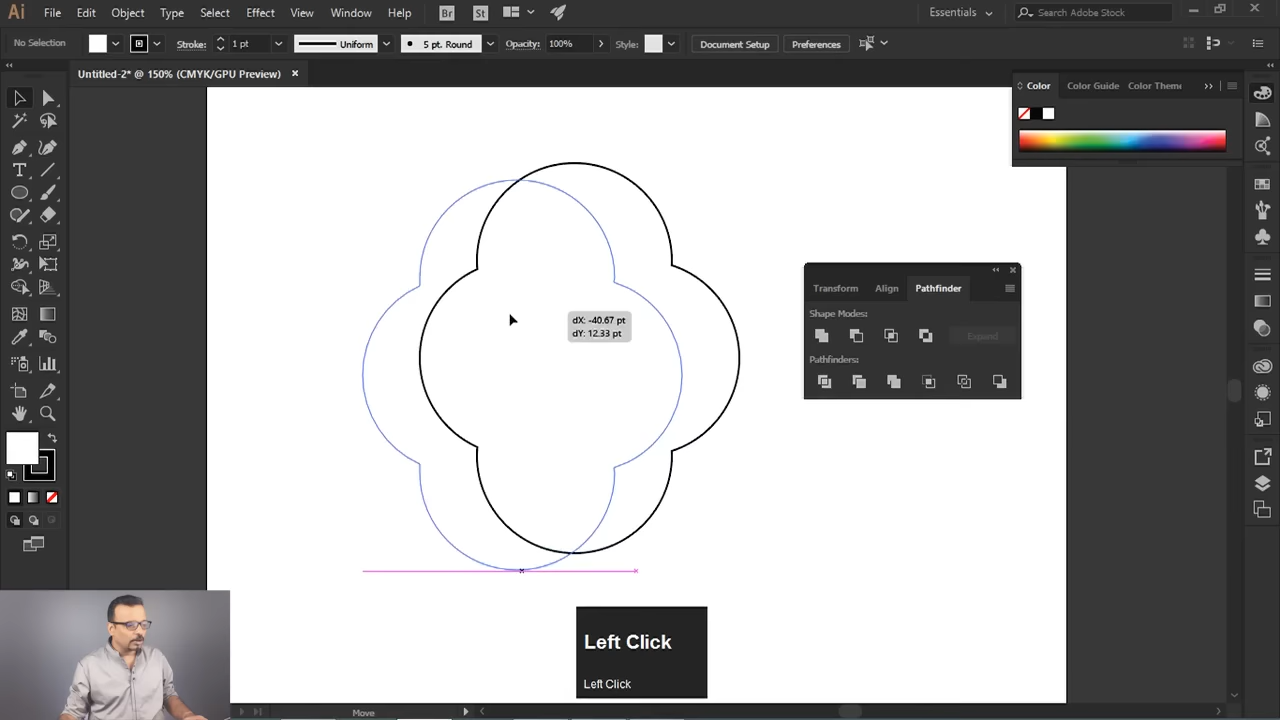 Ai File Edit Object Type Select Effect View Window Help Br St Essentials Search Adobe Stock
No Selection Stroke: 1 pt Uniform 5 pt. Round Opacity: 100% Style: Document Setup Preferences
Untitled-2* @ 150% (CMYK/GPU Preview) ×
Color Color Guide Color Theme
Transform Align Pathfinder
Shape Modes:
Expand
Pathfinders:
dX: -40.67 pt
dY: 12.33 pt
Left Click
Left Click
Move